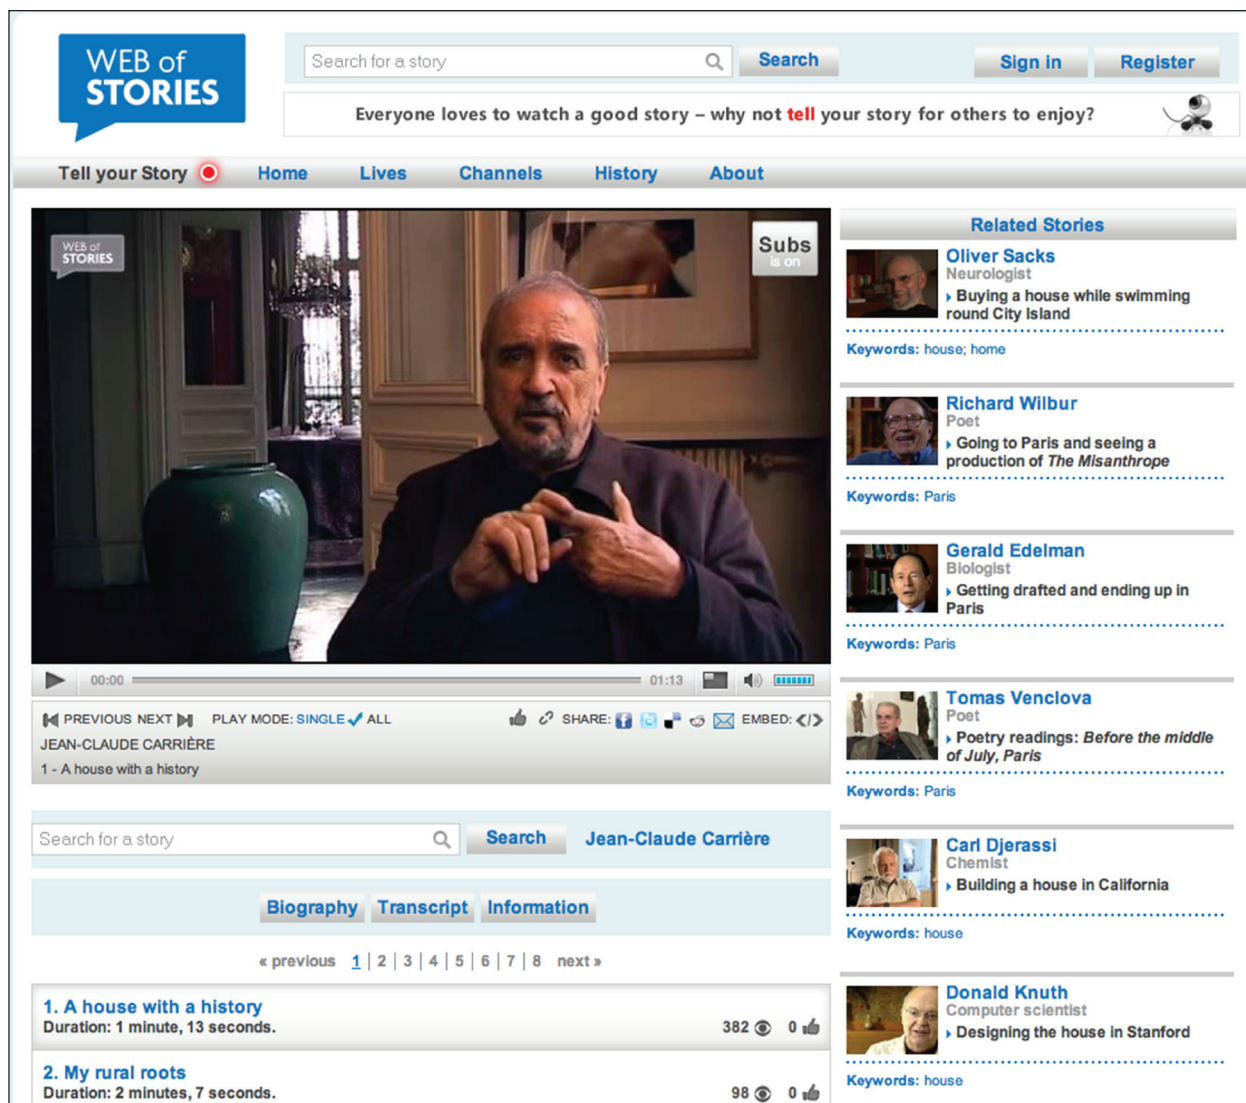 WEB of
STORIES
Search for a story
Search
Sign in
Register
Everyone loves to watch a good story – why not tell your story for others to enjoy?
Tell your Story
Home
Lives
Channels
History
About
WEB of
STORIES
Subs
is on
00:00
01:13
PREVIOUS NEXT PLAY MODE: SINGLE ALL SHARE: EMBED:
JEAN-CLAUDE CARRIÈRE
1 - A house with a history
Search for a story
Search
Jean-Claude Carrière
Biography
Transcript
Information
« previous 1 | 2 | 3 | 4 | 5 | 6 | 7 | 8 next »
1. A house with a history
Duration: 1 minute, 13 seconds.
382 0
2. My rural roots
Duration: 2 minutes, 7 seconds.
98 0
Related Stories
Oliver Sacks
Neurologist
Buying a house while swimming
round City Island
Keywords: house; home
Richard Wilbur
Poet
Going to Paris and seeing a
production of The Misanthrope
Keywords: Paris
Gerald Edelman
Biologist
Getting drafted and ending up in
Paris
Keywords: Paris
Tomas Venclova
Poet
Poetry readings: Before the middle
of July, Paris
Keywords: Paris
Carl Djerassi
Chemist
Building a house in California
Keywords: house
Donald Knuth
Computer scientist
Designing the house in Stanford
Keywords: house